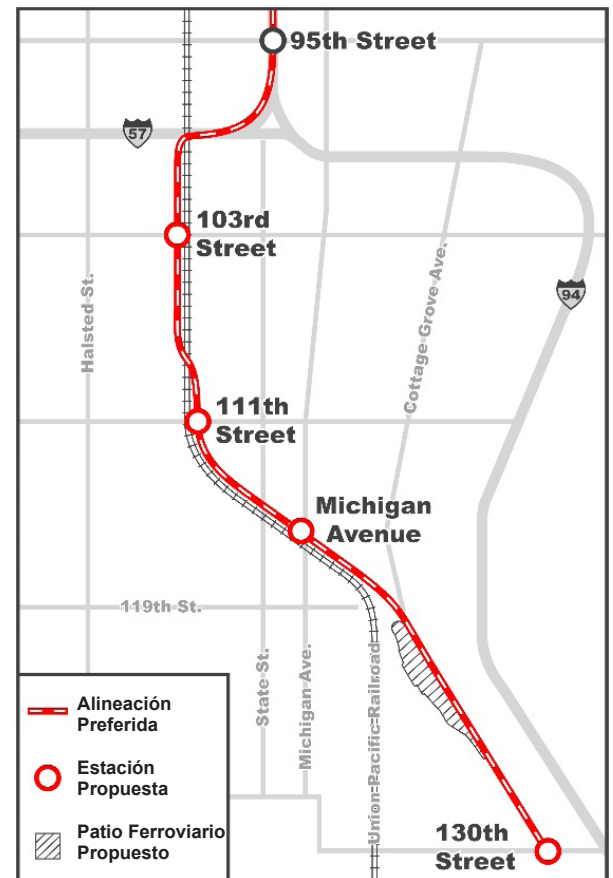 95th Street
57
103rd
Street
Cottage Grove Ave.
94
Halsted St.
111th
Street
Michigan
Avenue
119th St.
State St.
Michigan Ave.
Union Pacific Railroad
Alineación
Preferida
Estación
Propuesta
Patio Ferroviario
Propuesto
130th
Street